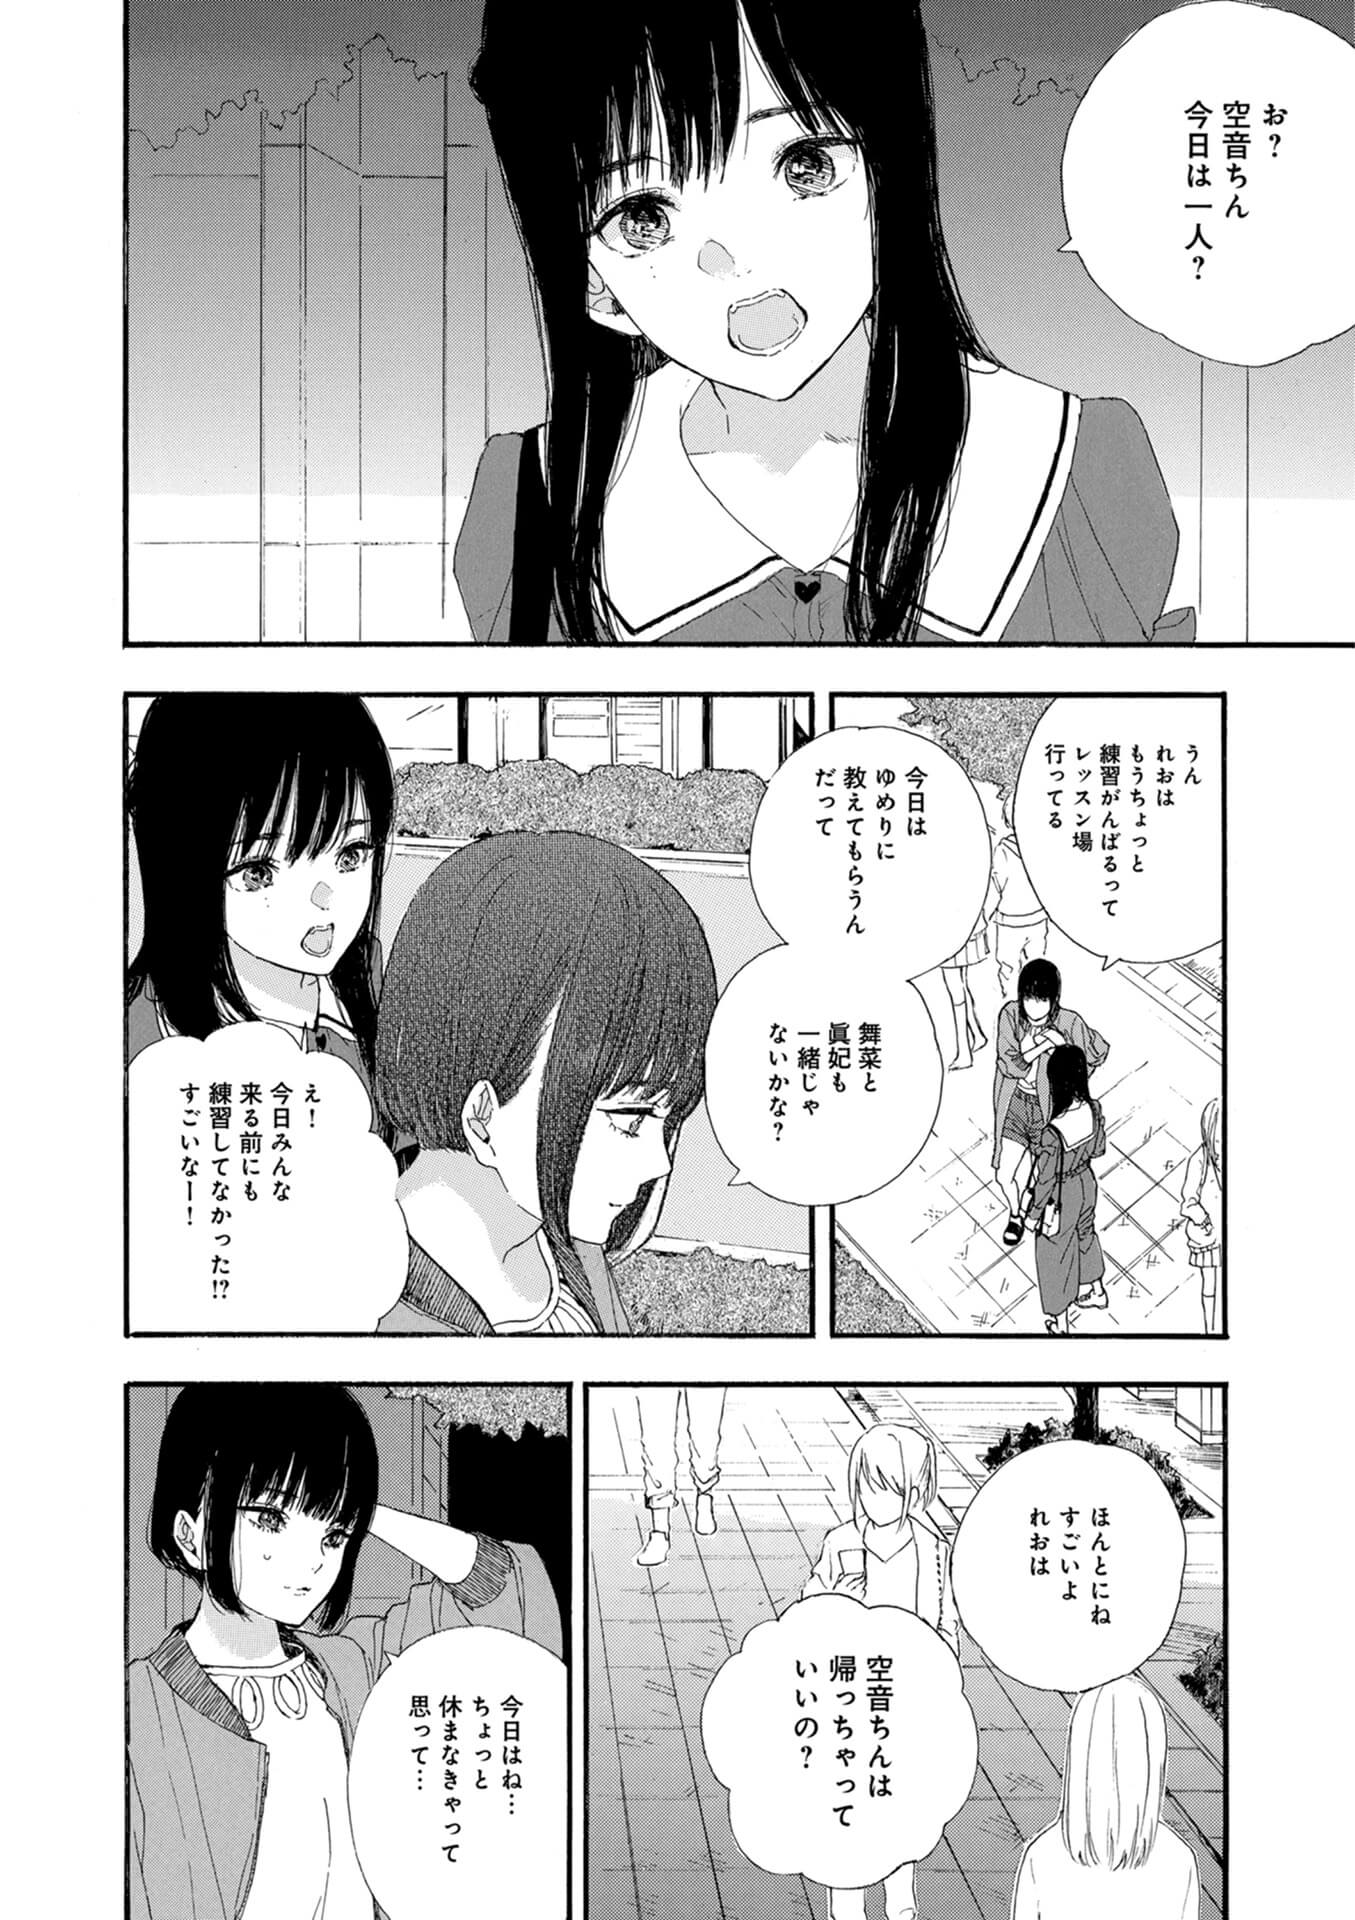 お？
空音ちん
今日は一人？
うん
れおは
もうちょっと
練習がんばるって
レッスン場
行ってる
今日は
ゆめりに
教えてもらうん
だって
舞菜と
眞妃も
一緒じゃ
ないかな？
え！
今日みんな
来る前にも
練習してなかった!?
すごいなー！
ほんとにね
すごいよ
れおは
空音ちんは
帰っちゃって
いいの？
今日はね…
ちょっと
休まなきゃって
思って…